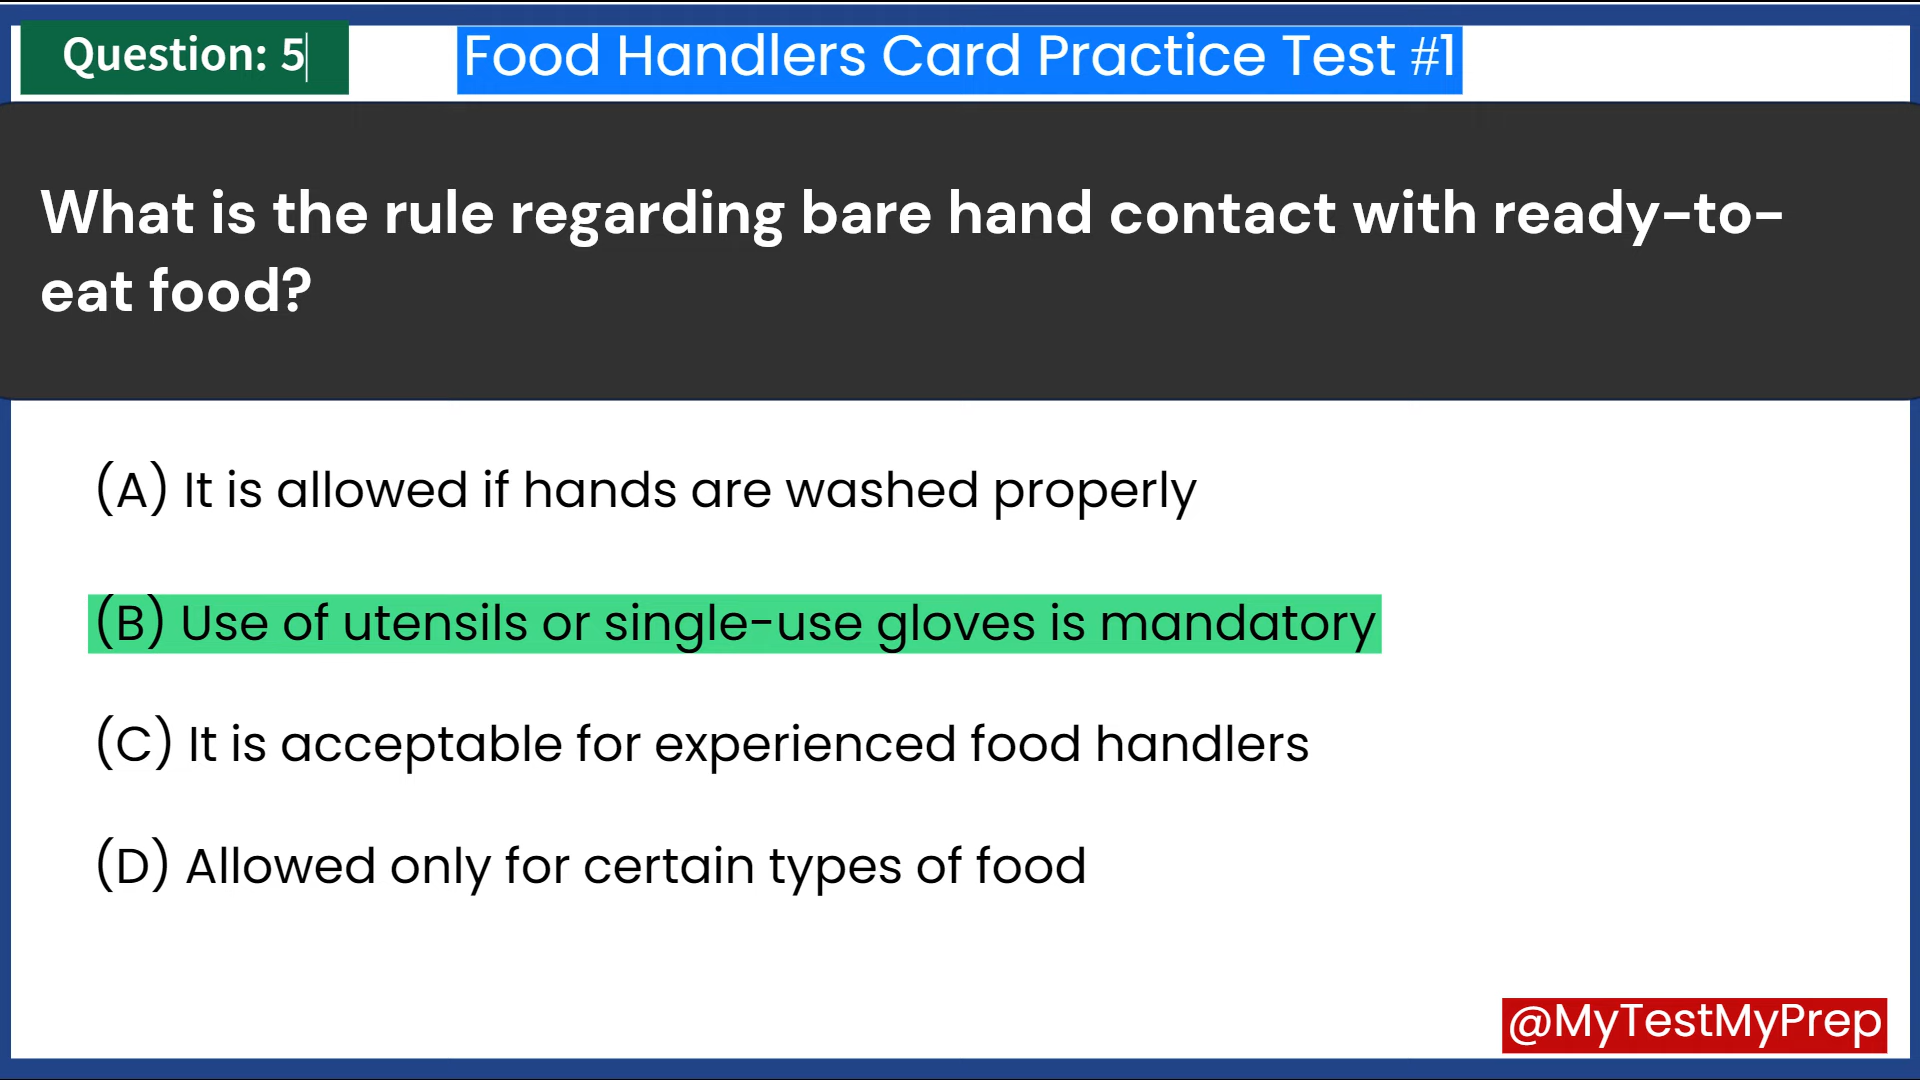 Question: 5
Food Handlers Card Practice Test #1
What is the rule regarding bare hand contact with ready-to-
eat food?
(A) It is allowed if hands are washed properly
(B) Use of utensils or single-use gloves is mandatory
(C) It is acceptable for experienced food handlers
(D) Allowed only for certain types of food
@MyTestMyPrep